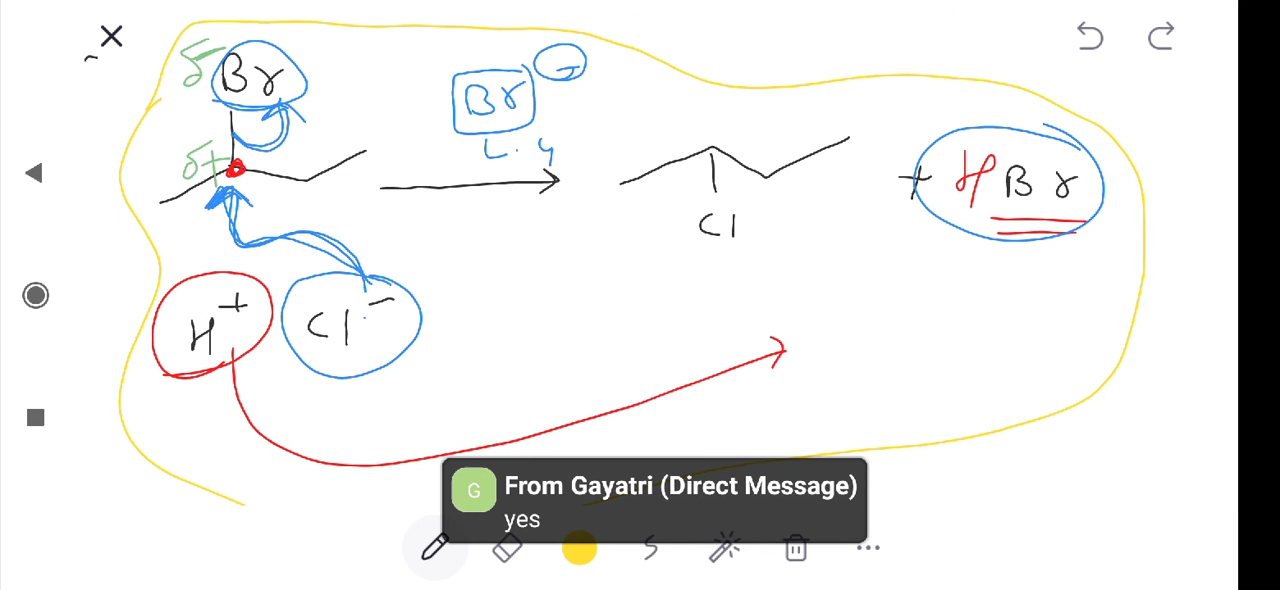 δ- Br
Br -
L. g
δ+
Cl
+ HBr
H+ Cl-
G
From Gayatri (Direct Message)
yes
S